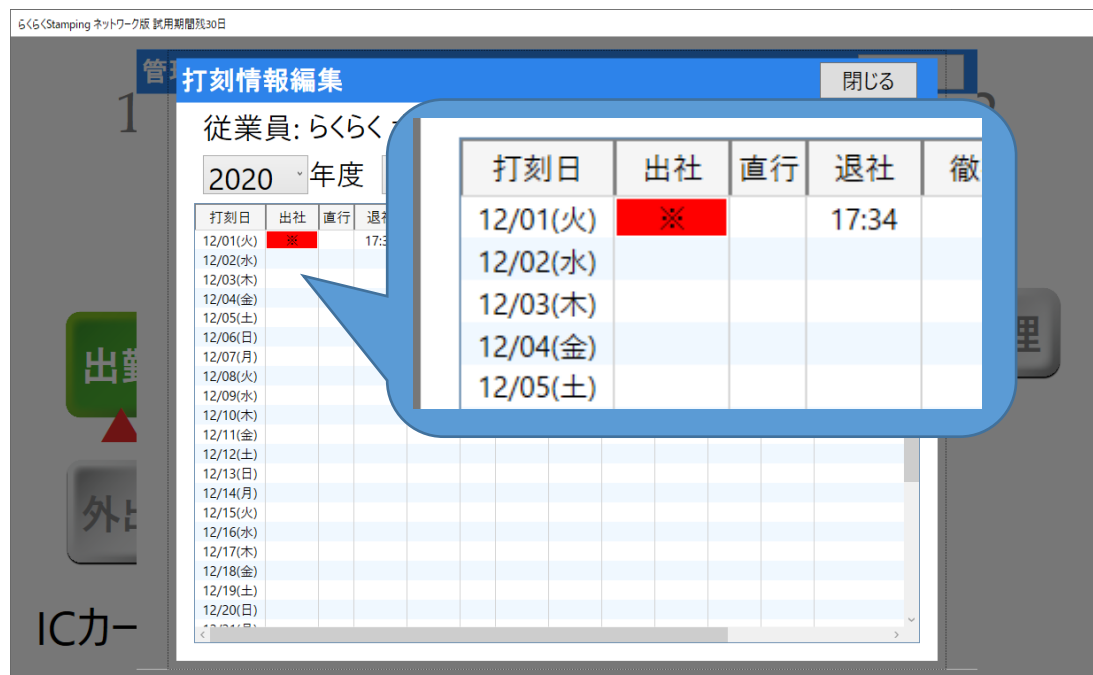 らくらくStamping ネットワーク版 試用期間残30日
打刻情報編集
閉じる
従業員: らくらく
2020 年度
打刻日 出社 直行
12/01(火) ※
12/02(水)
12/03(木)
12/04(金)
12/05(土)
12/06(日)
12/07(月)
12/08(火)
12/09(水)
12/10(木)
12/11(金)
12/12(土)
12/13(日)
12/14(月)
12/15(火)
12/16(水)
12/17(木)
12/18(金)
12/19(土)
12/20(日)
打刻日 出社 直行 退社 徹
12/01(火) ※ 17:34
12/02(水)
12/03(木)
12/04(金)
12/05(土)
1
管
出勤
外出
ICカー
理